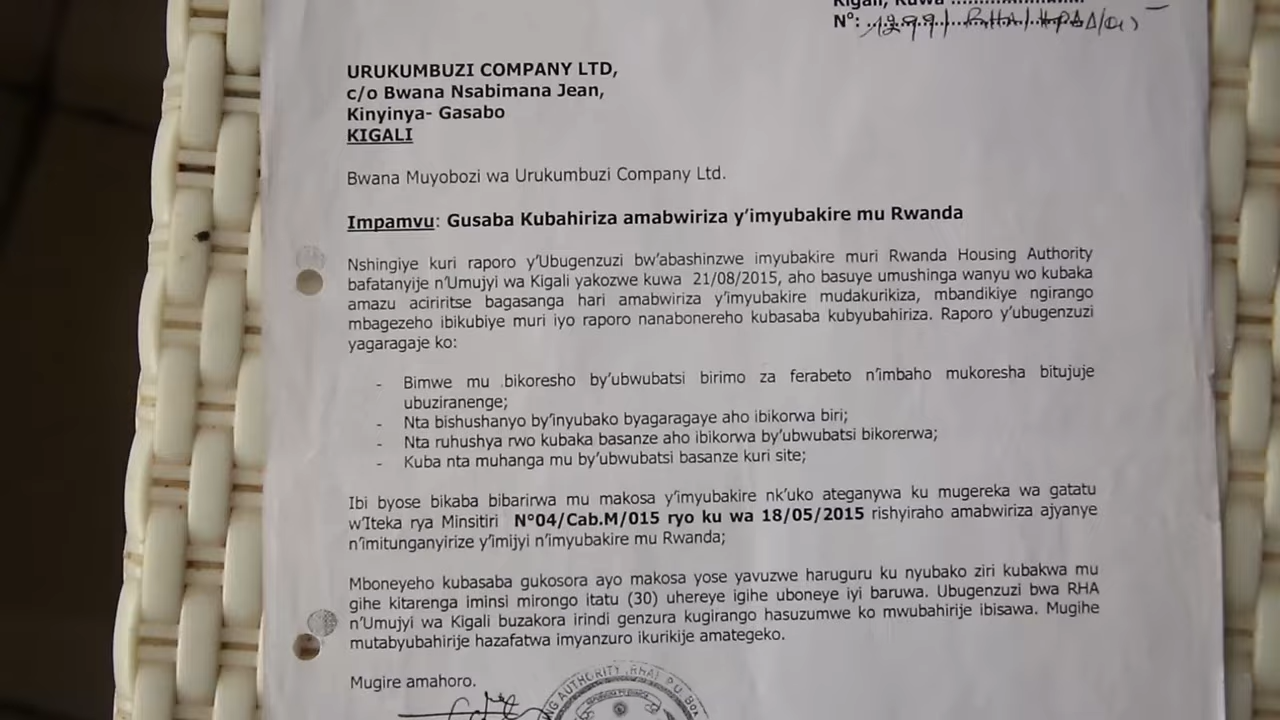 Kigali, Kuwa ......................
N°:
URUKUMBUZI COMPANY LTD,
c/o Bwana Nsabimana Jean,
Kinyinya- Gasabo
KIGALI
Bwana Muyobozi wa Urukumbuzi Company Ltd.
Impamvu: Gusaba Kubahiriza amabwiriza y'imyubakire mu Rwanda
Nshingiye kuri raporo y'Ubugenzuzi bw'abashinzwe imyubakire muri Rwanda Housing Authority
bafatanyije n'Umujyi wa Kigali yakozwe kuwa 21/08/2015, aho basuye umushinga wanyu wo kubaka
amazu aciriritse bagasanga hari amabwiriza y'imyubakire mudakurikiza, mbandikiye ngirango
mbagezeho ibikubiye muri iyo raporo nanabonereho kubasaba kubyubahiriza. Raporo y'ubugenzuzi
yagaragaje ko:
- Bimwe mu bikoresho by'ubwubatsi birimo za ferabeto n'imbaho mukoresha bitujuje
ubuziranenge;
- Nta bishushanyo by'inyubako byagaragaye aho ibikorwa biri;
- Nta ruhushya rwo kubaka basanze aho ibikorwa by'ubwubatsi bikorerwa;
- Kuba nta muhanga mu by'ubwubatsi basanze kuri site;
Ibi byose bikaba bibarirwa mu makosa y'imyubakire nk'uko ateganywa ku mugereka wa gatatu
w'Iteka rya Minsitiri N°04/Cab.M/015 ryo ku wa 18/05/2015 rishyiraho amabwiriza ajyanye
n'imitunganyirize y'imijyi n'imyubakire mu Rwanda;
Mboneyeho kubasaba gukosora ayo makosa yose yavuzwe haruguru ku nyubako ziri kubakwa mu
gihe kitarenga iminsi mirongo itatu (30) uhereye igihe uboneye iyi baruwa. Ubugenzuzi bwa RHA
n'Umujyi wa Kigali buzakora irindi genzura kugirango hasuzumwe ko mwubahirije ibisawa. Mugihe
mutabyubahirije hazafatwa imyanzuro ikurikije amategeko.
Mugire amahoro.
AUTHORITY (RHA) P.O. Box